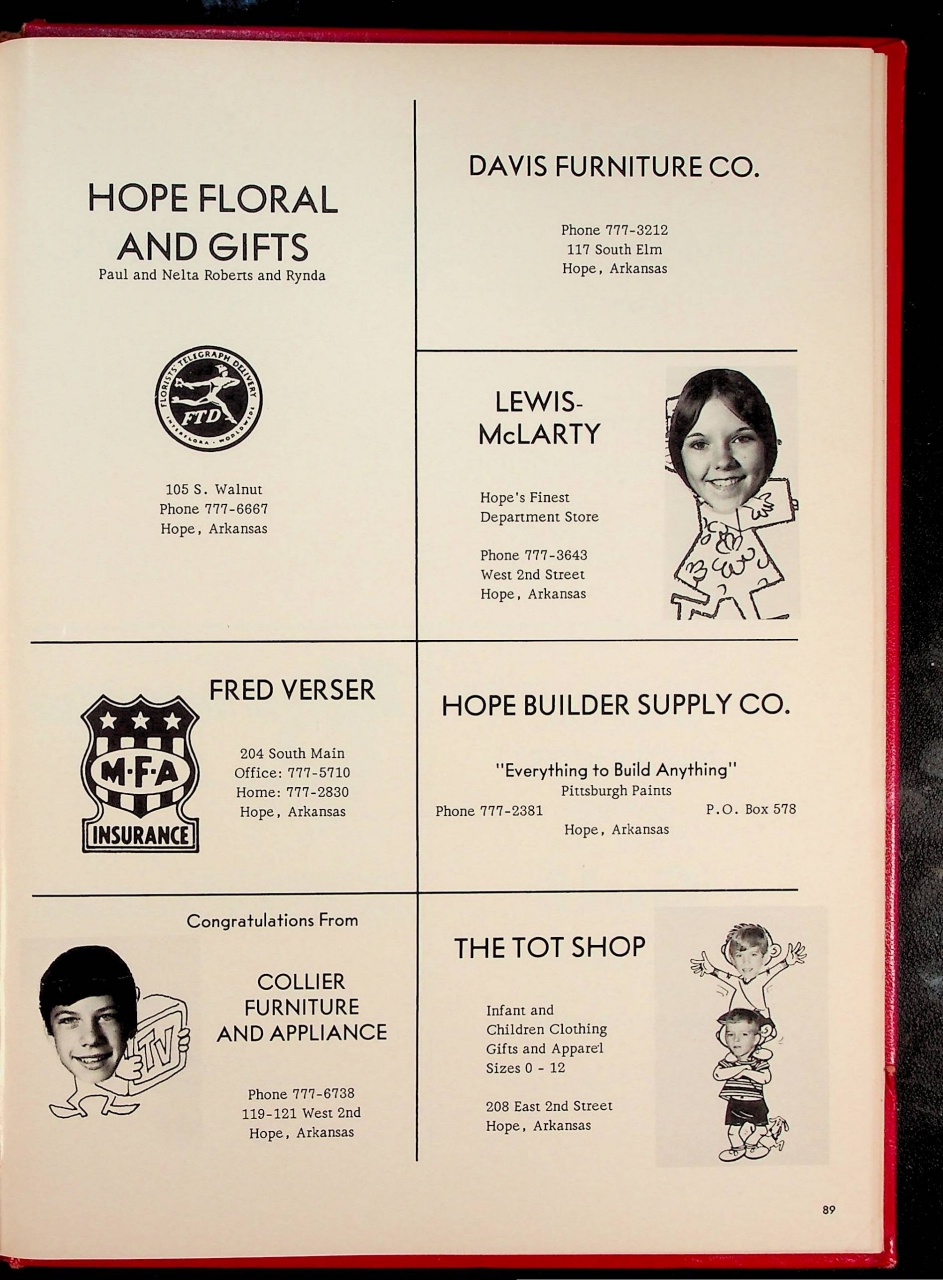 HOPE FLORAL
AND GIFTS
Paul and Nelta Roberts and Rynda
FLORISTS' TELEGRAPH DELIVERY
FTD
INTERFLORA · WORLDWIDE
105 S. Walnut
Phone 777-6667
Hope, Arkansas
DAVIS FURNITURE CO.
Phone 777-3212
117 South Elm
Hope, Arkansas
LEWIS-
McLARTY
Hope's Finest
Department Store
Phone 777-3643
West 2nd Street
Hope, Arkansas
FRED VERSER
M·F·A
INSURANCE
204 South Main
Office: 777-5710
Home: 777-2830
Hope, Arkansas
HOPE BUILDER SUPPLY CO.
"Everything to Build Anything"
Pittsburgh Paints
Phone 777-2381 P.O. Box 578
Hope, Arkansas
Congratulations From
COLLIER
FURNITURE
AND APPLIANCE
TV
Phone 777-6738
119-121 West 2nd
Hope, Arkansas
THE TOT SHOP
Infant and
Children Clothing
Gifts and Apparel
Sizes 0 - 12
208 East 2nd Street
Hope, Arkansas
89